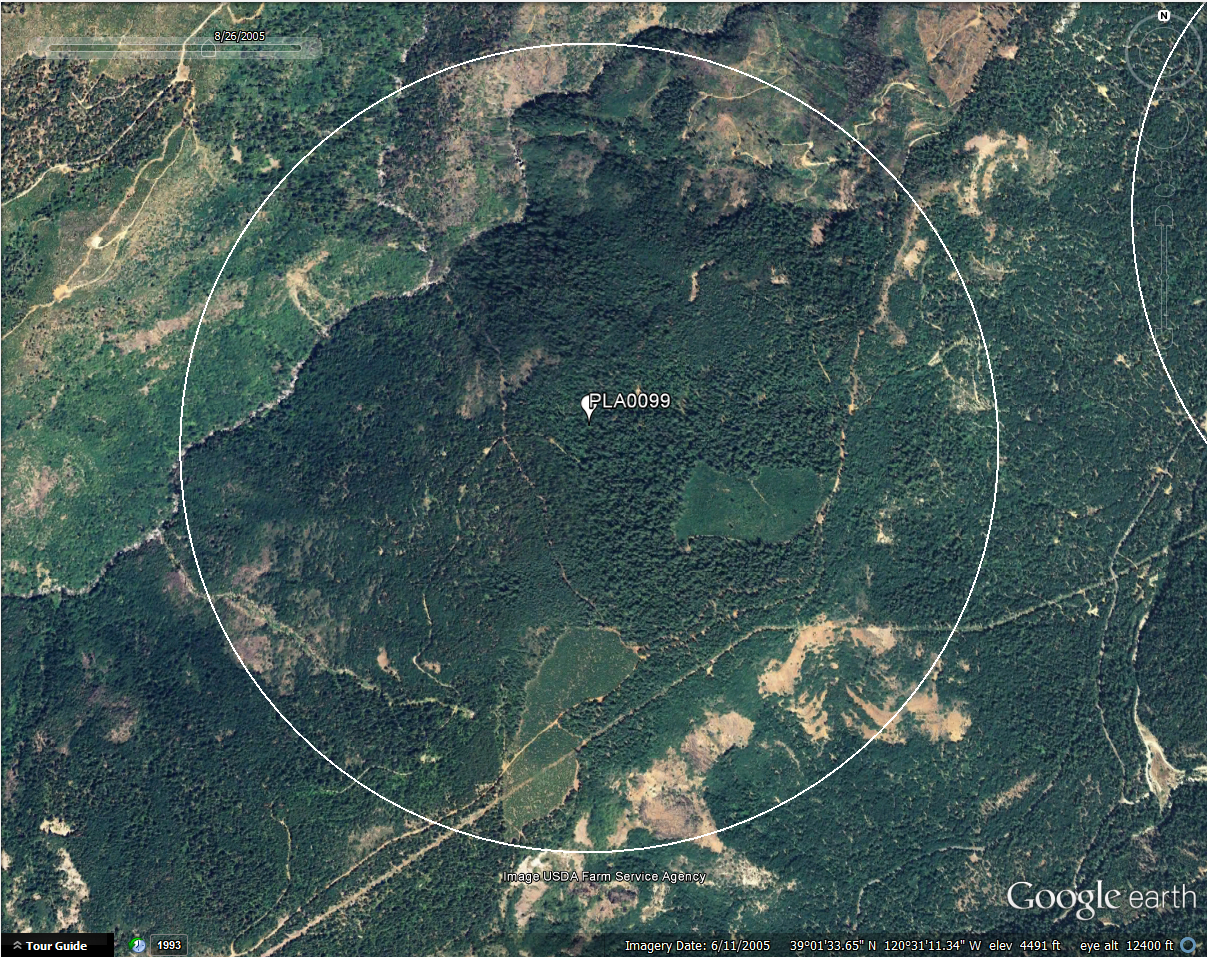 N
8/26/2005
PLA0099
Image USDA Farm Service Agency
Google earth
Tour Guide
1993
Imagery Date: 6/11/2005 39°01'33.65" N 120°31'11.34" W elev 4491 ft eye alt 12400 ft